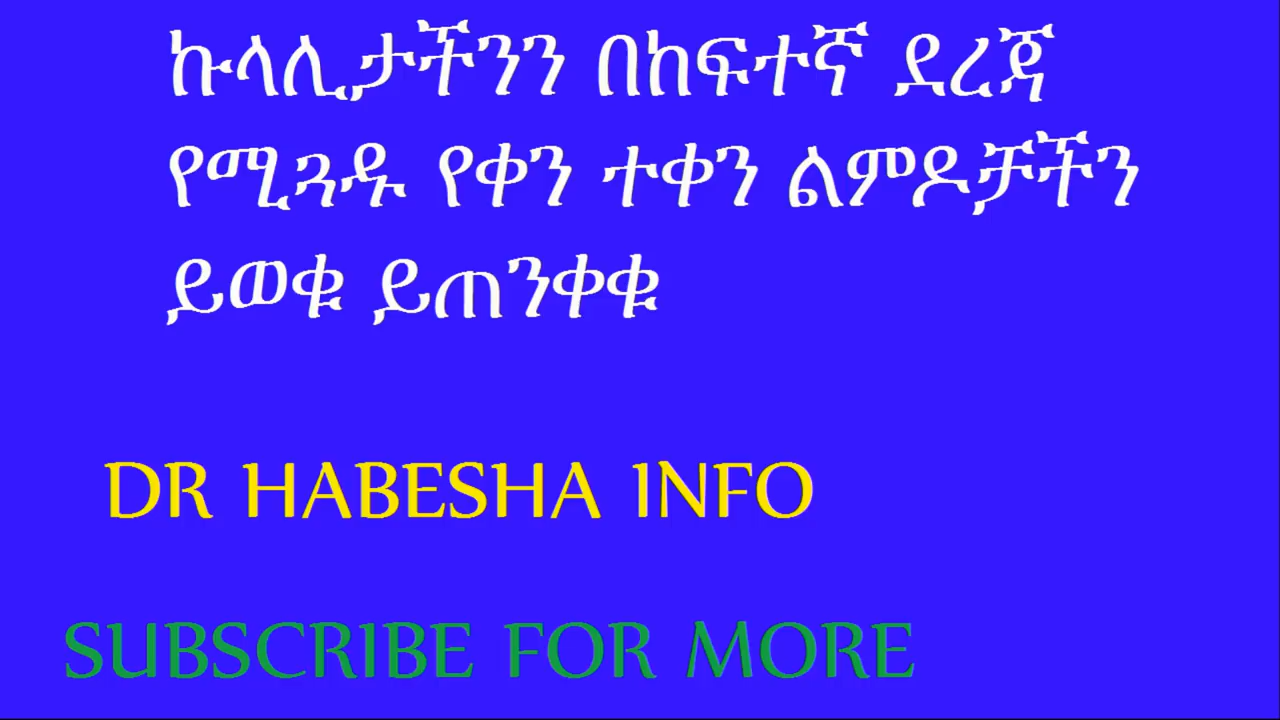 ኩላሊታችንን በከፍተኛ ደረጃ
የሚጓዱ የቀን ተቀን ልምዶቻችን
ይወቁ ይጠንቀቁ
DR HABESHA INFO
SUBSCRIBE FOR MORE